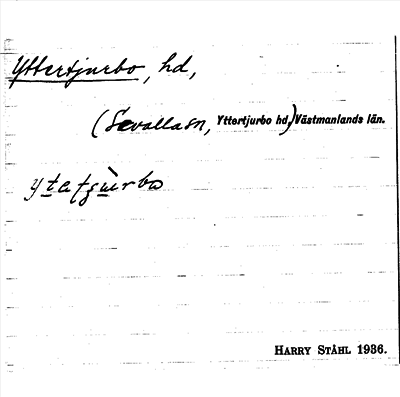 Yttertjurbo, hd,
(Sevallasn, Yttertjurbo hd,) Västmanlands län.
HARRY STÅHL 1936.